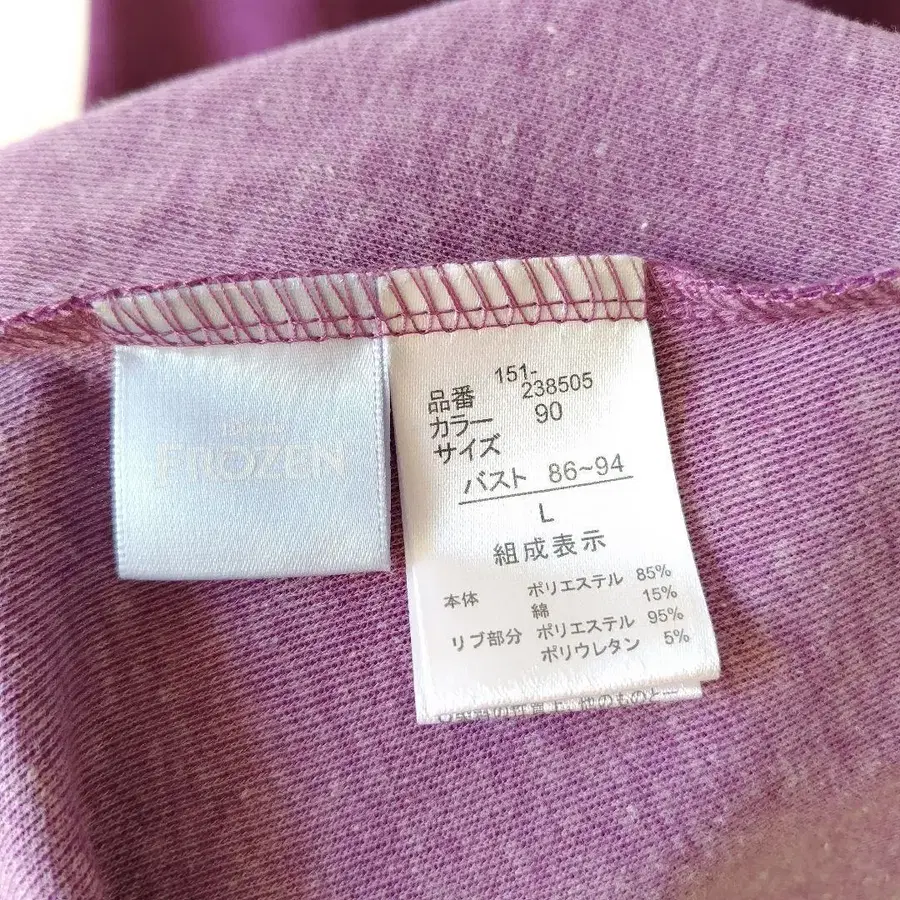 FROZEN
品番 151-
238505
カラー 90
サイズ
バスト 86~94
L
組成表示
本体 ポリエステル 85%
綿 15%
リブ部分 ポリエステル 95%
ポリウレタン 5%